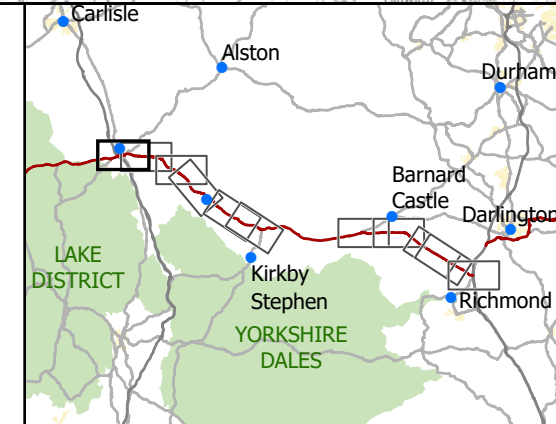 Carlisle
Alston
Durham
Barnard
Castle
Darlington
LAKE
DISTRICT
Kirkby
Stephen
Richmond
YORKSHIRE
DALES